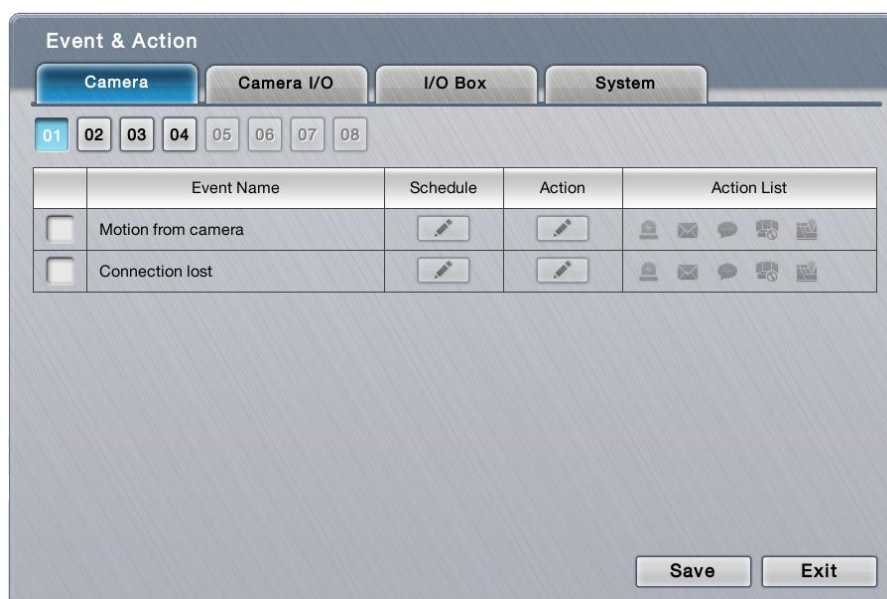 Event & Action
Camera Camera I/O I/O Box System
01 02 03 04 05 06 07 08
Event Name Schedule Action Action List
Motion from camera
Connection lost
Save Exit